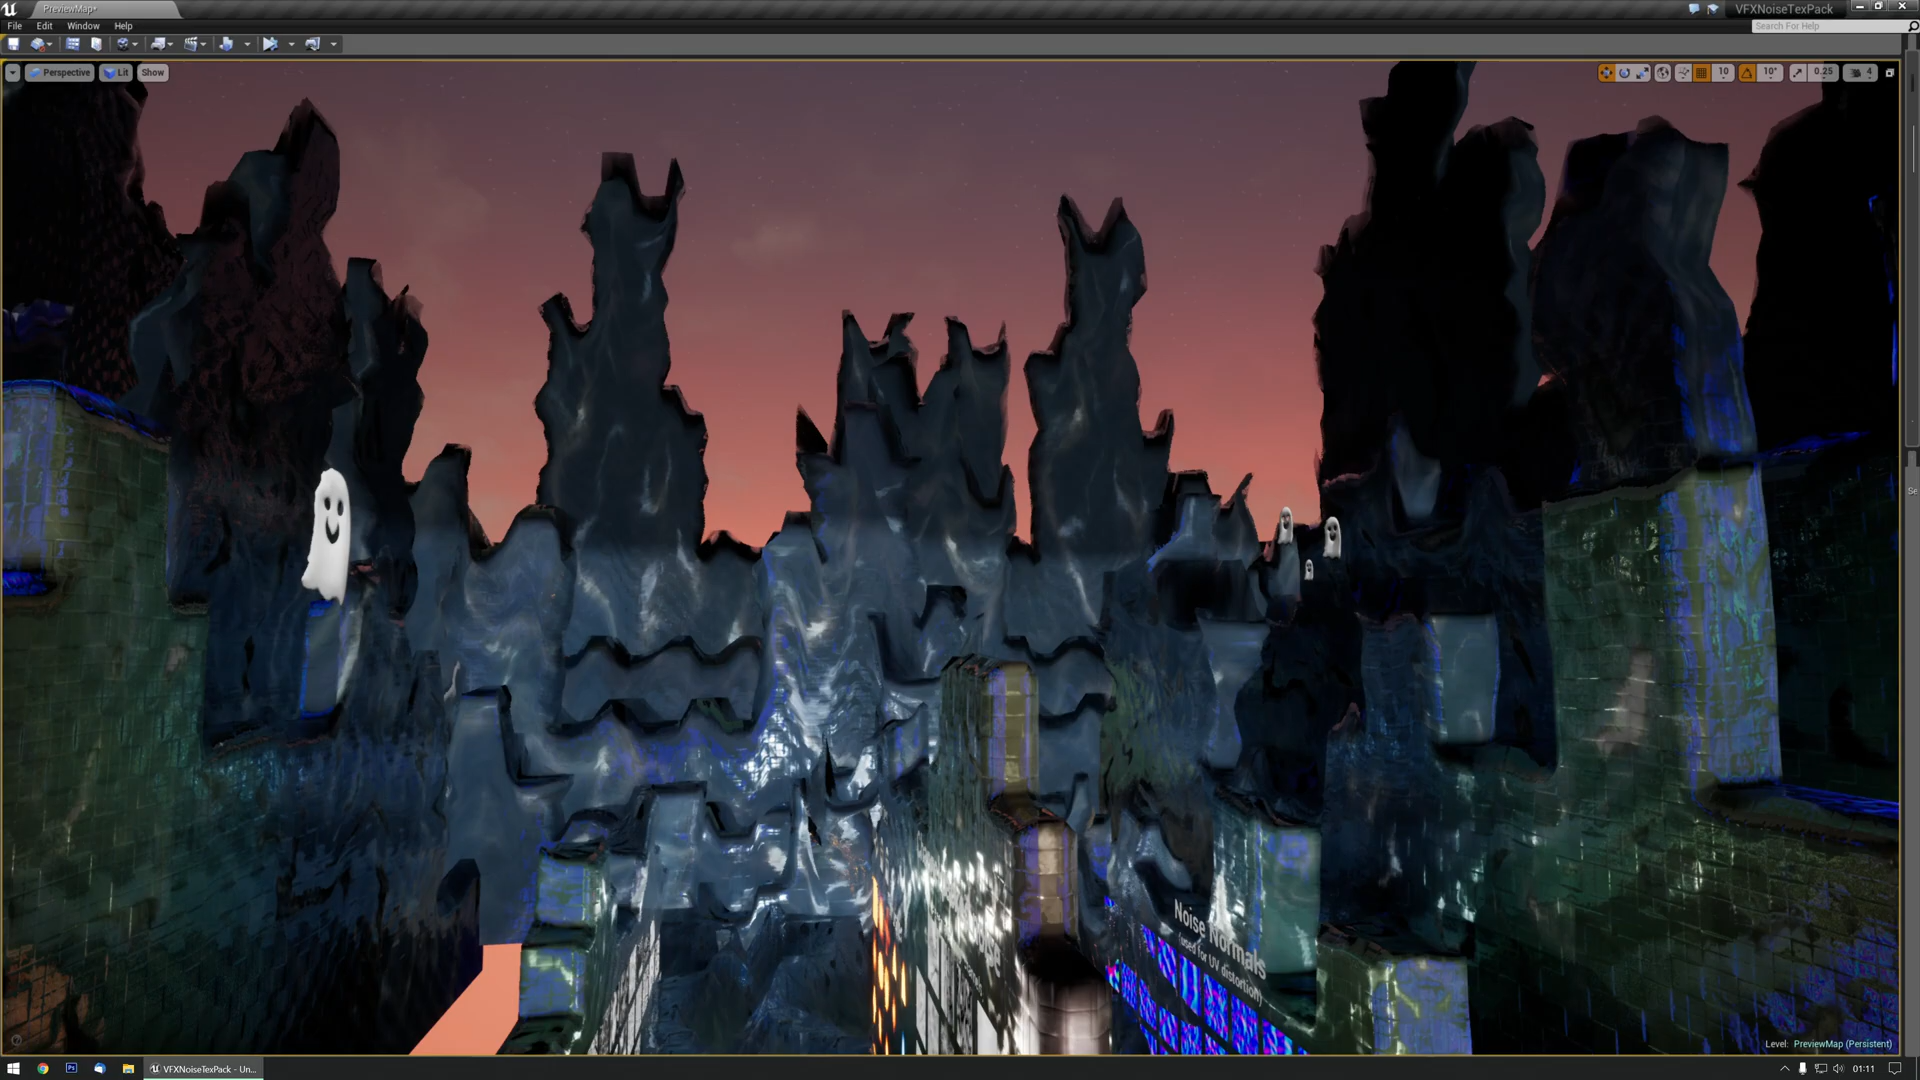 PreviewMap*
VFXNoiseTexPack
File Edit Window Help
Search For Help
Perspective Lit Show
10 10° 0.25 4
Se
Noise Normals
(used for UV distortion)
Level: PreviewMap (Persistent)
VFXNoiseTexPack - Un...
01:11